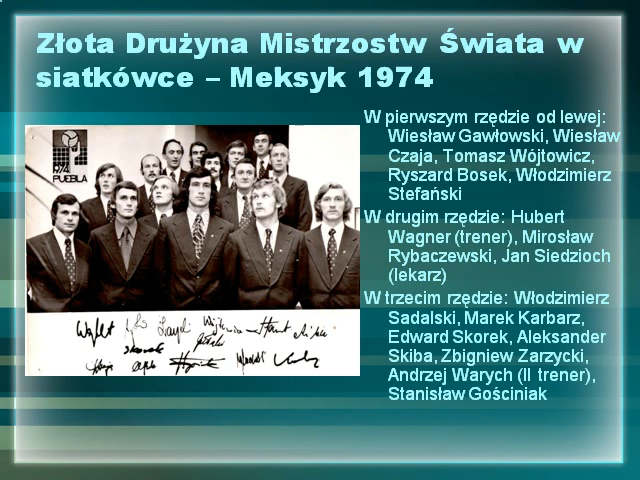 Złota Drużyna Mistrzostw Świata w
siatkówce – Meksyk 1974
1974
PUEBLA
W pierwszym rzędzie od lewej:
Wiesław Gawłowski, Wiesław
Czaja, Tomasz Wójtowicz,
Ryszard Bosek, Włodzimierz
Stefański
W drugim rzędzie: Hubert
Wagner (trener), Mirosław
Rybaczewski, Jan Siedzioch
(lekarz)
W trzecim rzędzie: Włodzimierz
Sadalski, Marek Karbarz,
Edward Skorek, Aleksander
Skiba, Zbigniew Zarzycki,
Andrzej Warych (II trener),
Stanisław Gościniak